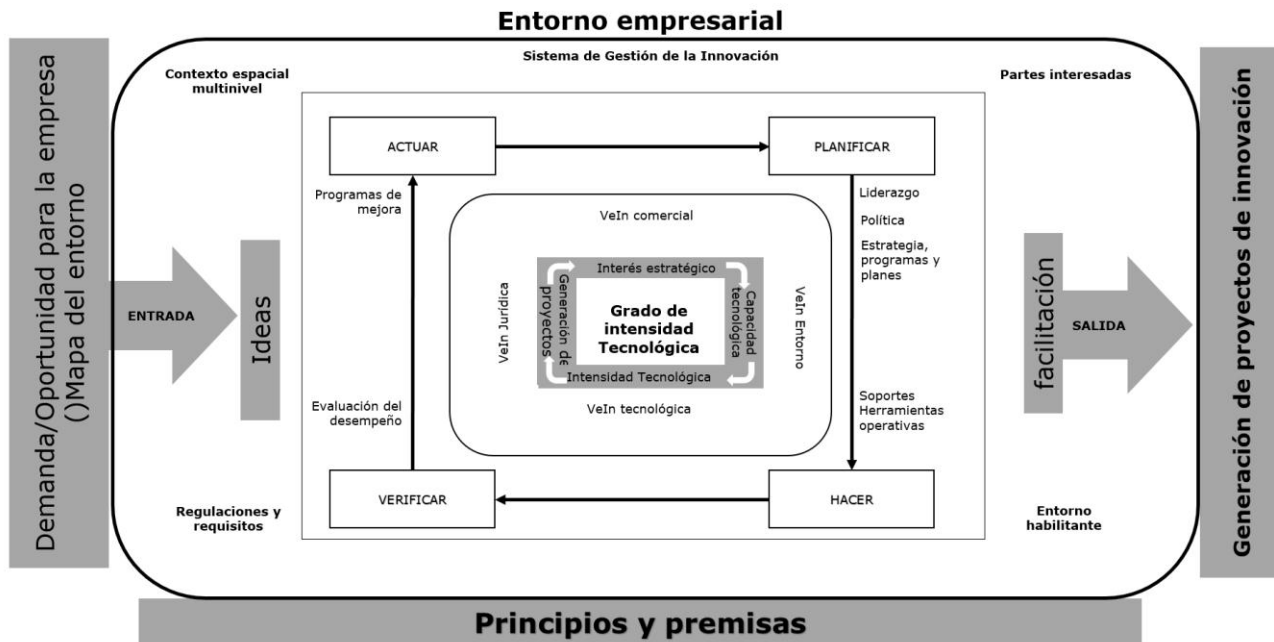 Entorno empresarial
Sistema de Gestión de la Innovación
Contexto espacial
multinivel
Partes interesadas
Demanda/Oportunidad para la empresa
()Mapa del entorno
ENTRADA
Ideas
ACTUAR
PLANIFICAR
Programas de
mejora
Liderazgo
Política
Estrategia,
programas y
planes
VeIn comercial
VeIn Jurídica
Interés estratégico
Generación de
proyectos
Grado de
intensidad
Tecnológica
Capacidad
tecnológica
Intensidad Tecnológica
VeIn Entorno
VeIn tecnológica
Evaluación del
desempeño
Soportes
Herramientas
operativas
VERIFICAR
HACER
facilitación
SALIDA
Generación de proyectos de innovación
Regulaciones y
requisitos
Entorno
habilitante
Principios y premisas